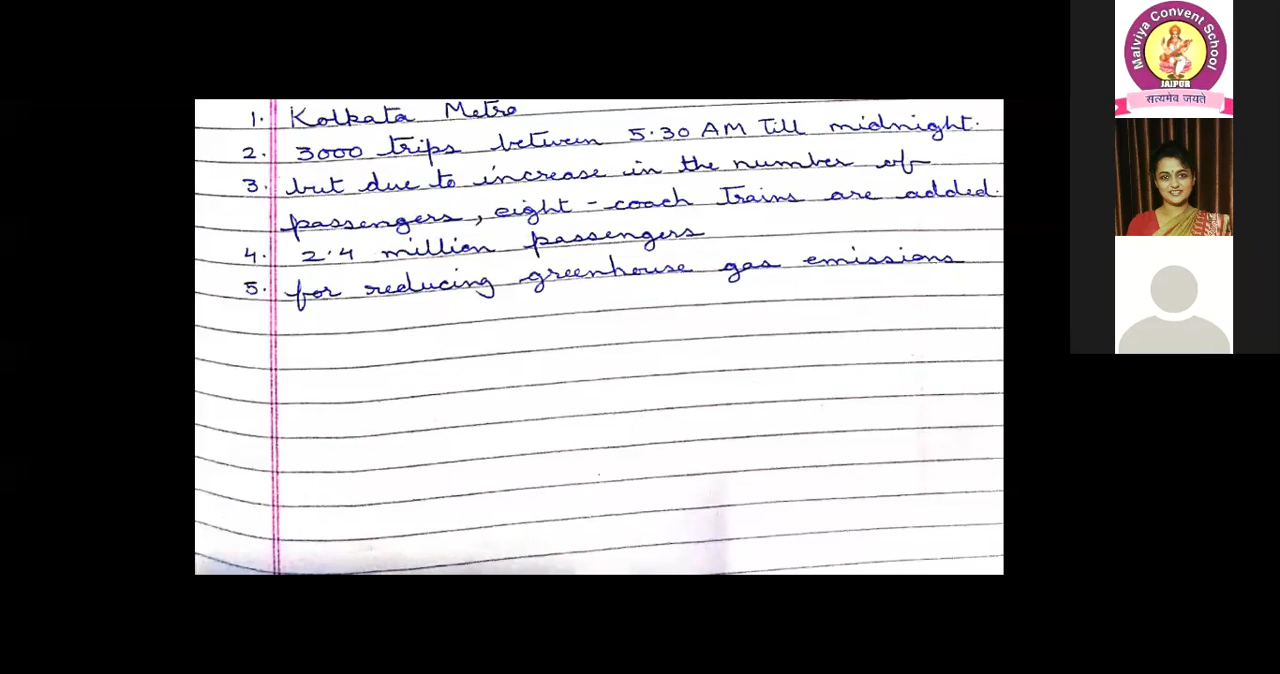 Malviya Convent School
JAIPUR
सत्यमेव जयते
1. Kolkata Metro
2. 3000 trips between 5.30 AM Till midnight.
3. but due to increase in the number of
passengers, eight-coach trains are added.
4. 2.4 million passengers
5. for reducing greenhouse gas emissions